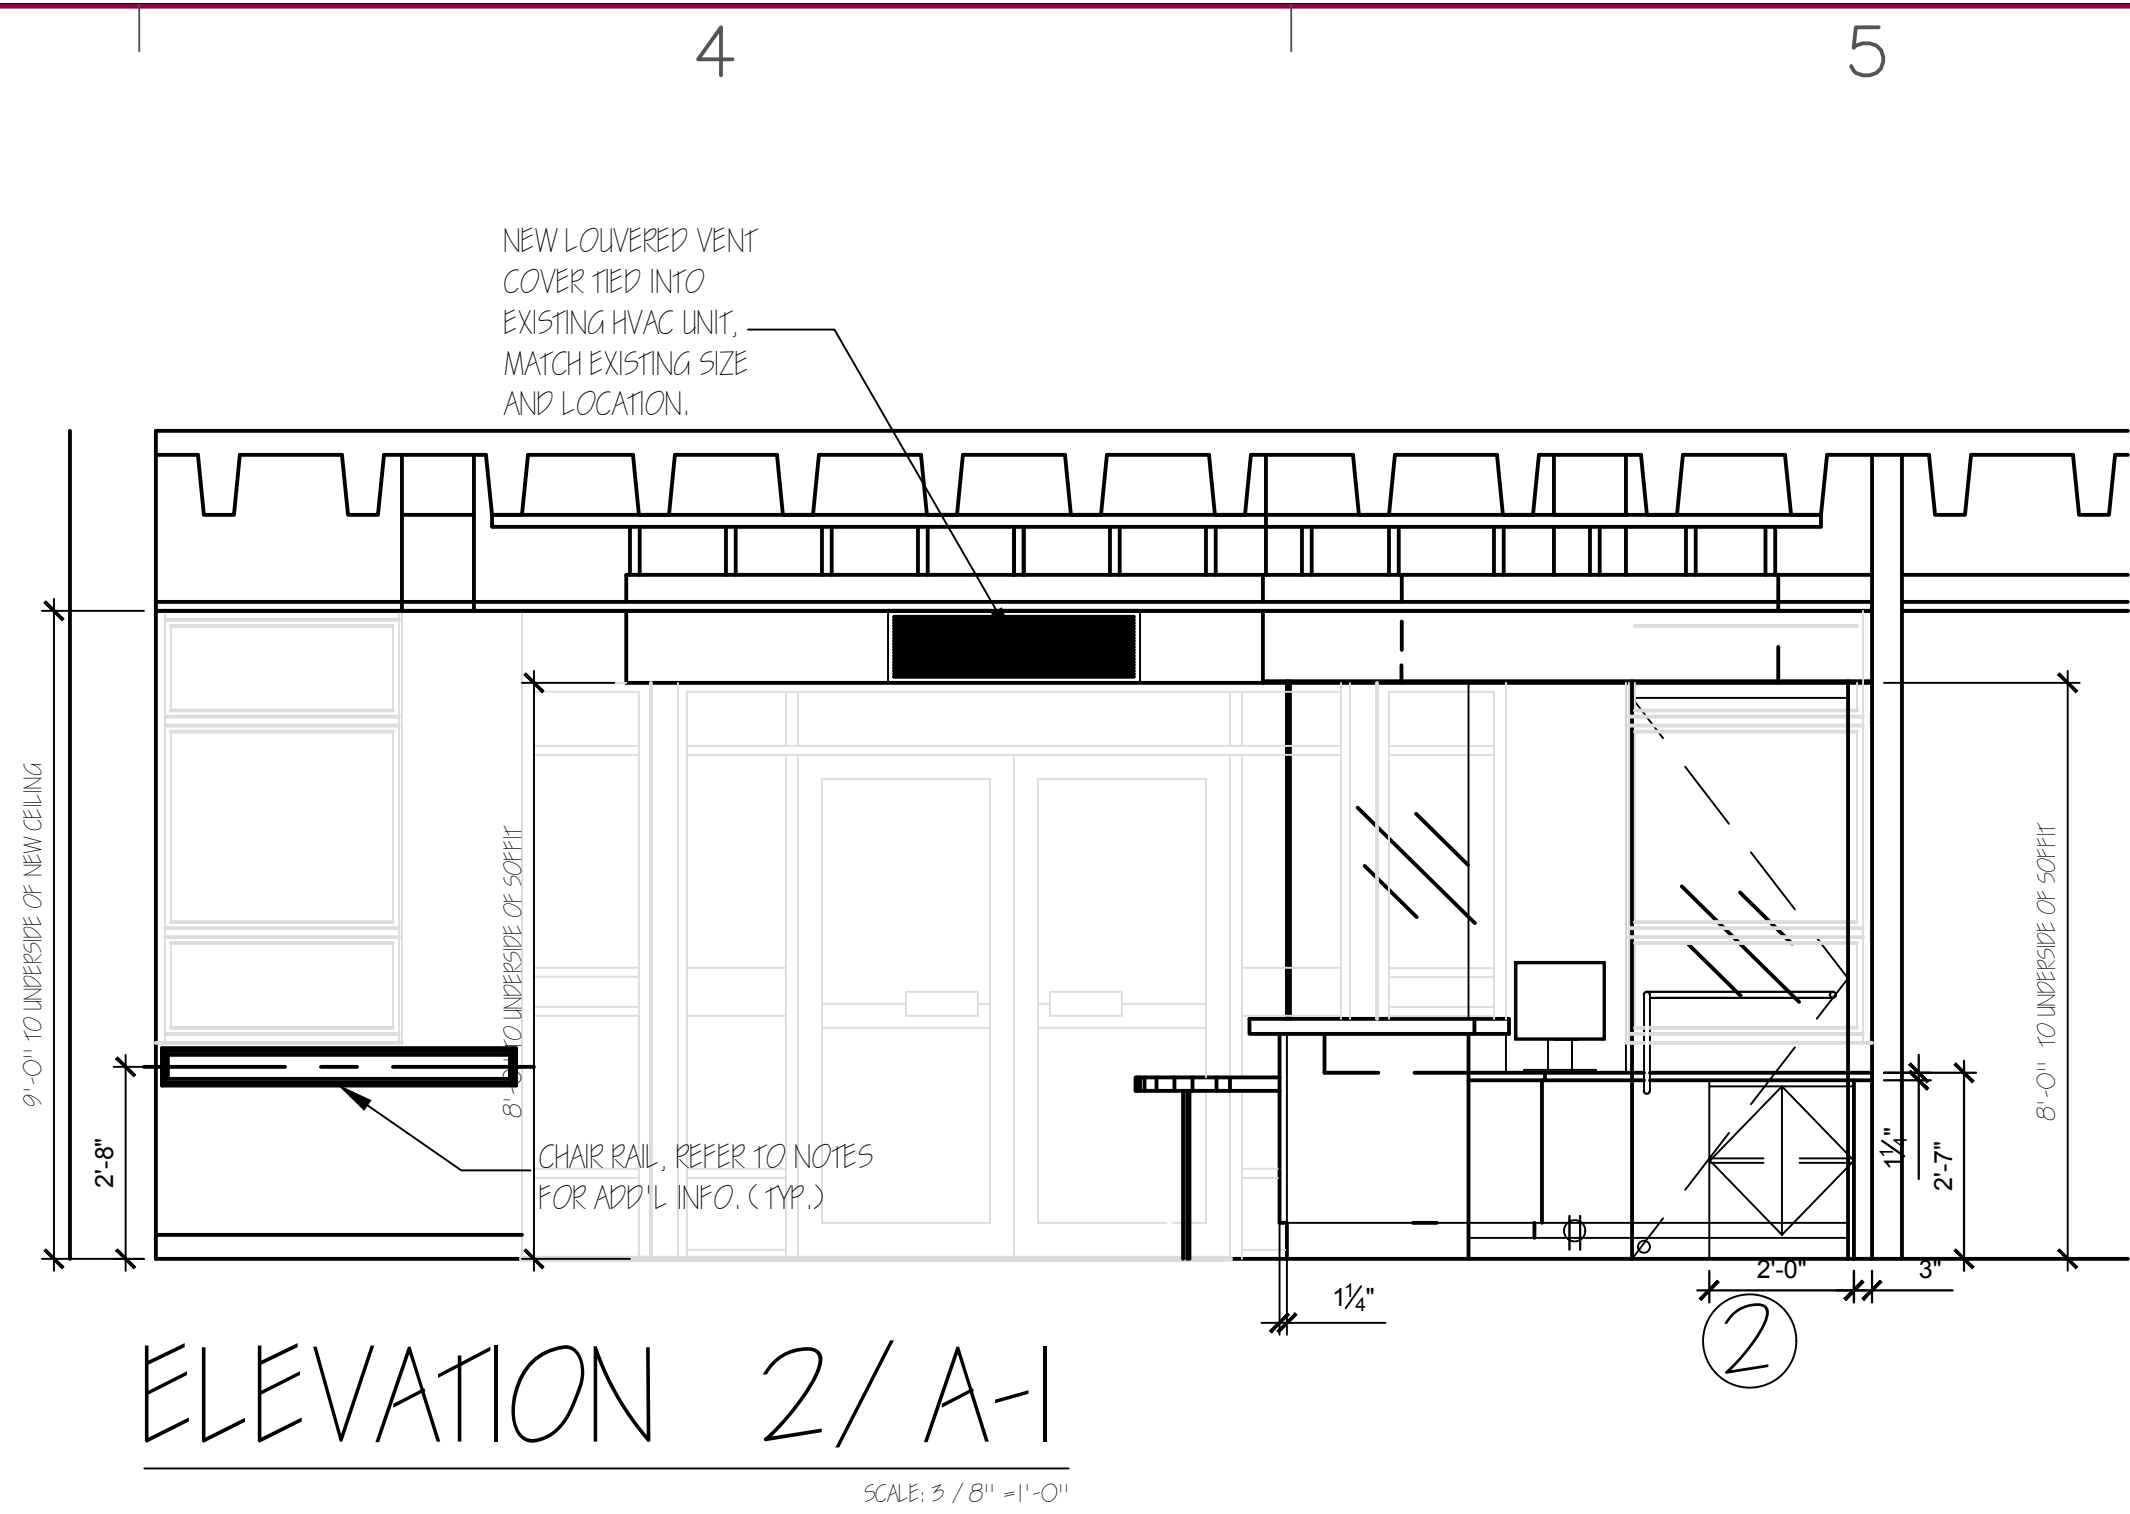 4
5
NEW LOUVERED VENT
COVER TIED INTO
EXISTING HVAC UNIT,
MATCH EXISTING SIZE
AND LOCATION.
9'-0" TO UNDERSIDE OF NEW CEILING
2'-8"
8'-0" TO UNDERSIDE OF SOFFIT
CHAIR RAIL, REFER TO NOTES
FOR ADD'L INFO. (TYP.)
8'-0" TO UNDERSIDE OF SOFFIT
1¼"
2'-7"
2'-0"
3"
1¼"
2
ELEVATION 2/A-1
SCALE: 3/8" =1'-0"